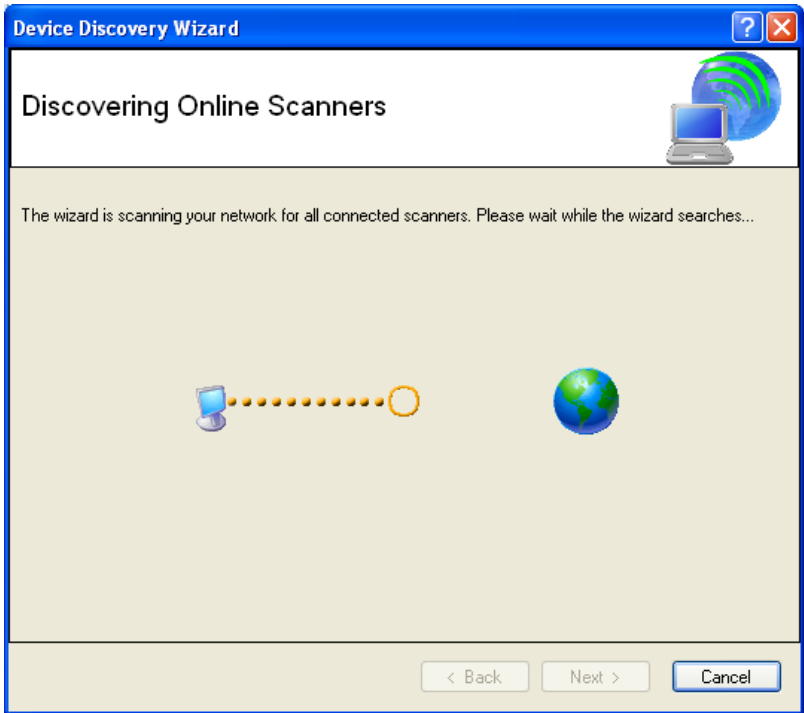 Device Discovery Wizard
Discovering Online Scanners
The wizard is scanning your network for all connected scanners. Please wait while the wizard searches...
< Back Next > Cancel